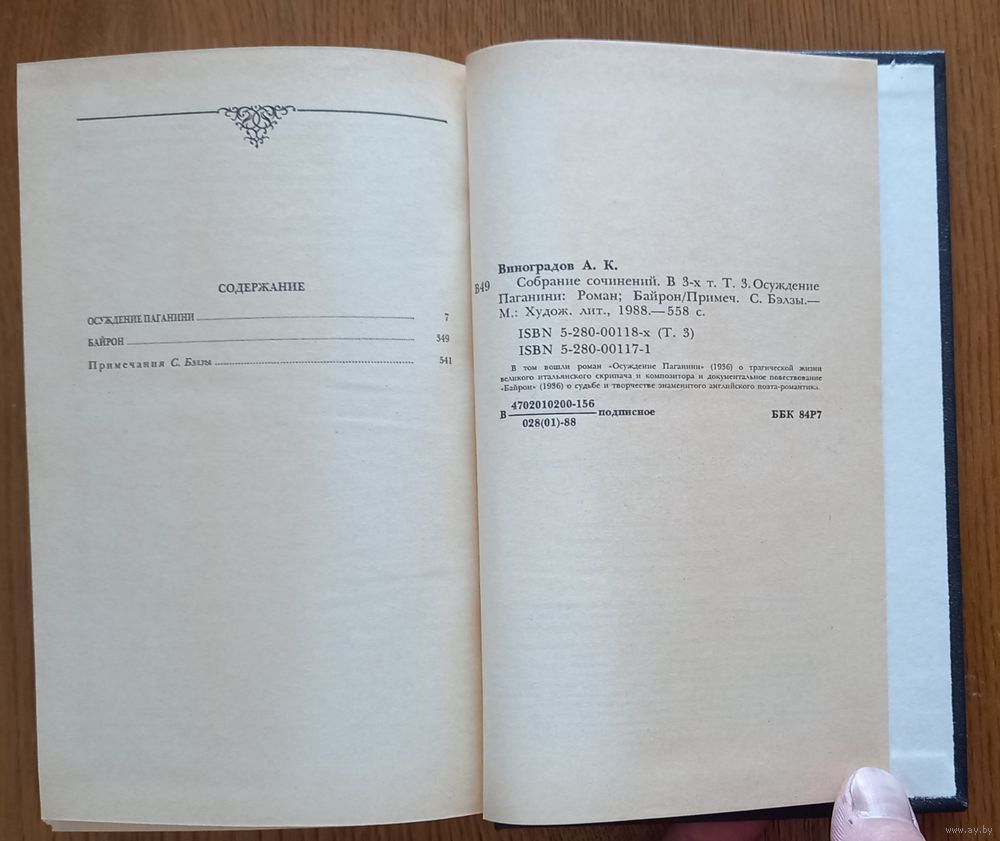 СОДЕРЖАНИЕ
ОСУЖДЕНИЕ ПАГАНИНИ 7
БАЙРОН 349
Примечания С. Бэлзы 541
Виноградов А. К.
В49 Собрание сочинений. В 3-х т. Т. 3. Осуждение
Паганини: Роман; Байрон/Примеч. С. Бэлзы.—
М.: Худож. лит., 1988.—558 с.
ISBN 5-280-00118-х (Т. 3)
ISBN 5-280-00117-1
В том вошли роман «Осуждение Паганини» (1936) о трагической жизни
великого итальянского скрипача и композитора и документальное повествование
«Байрон» (1936) о судьбе и творчестве знаменитого английского поэта-романтика.
В 4702010200-156 подписное ББК 84Р7
028(01)-88
www.ay.by